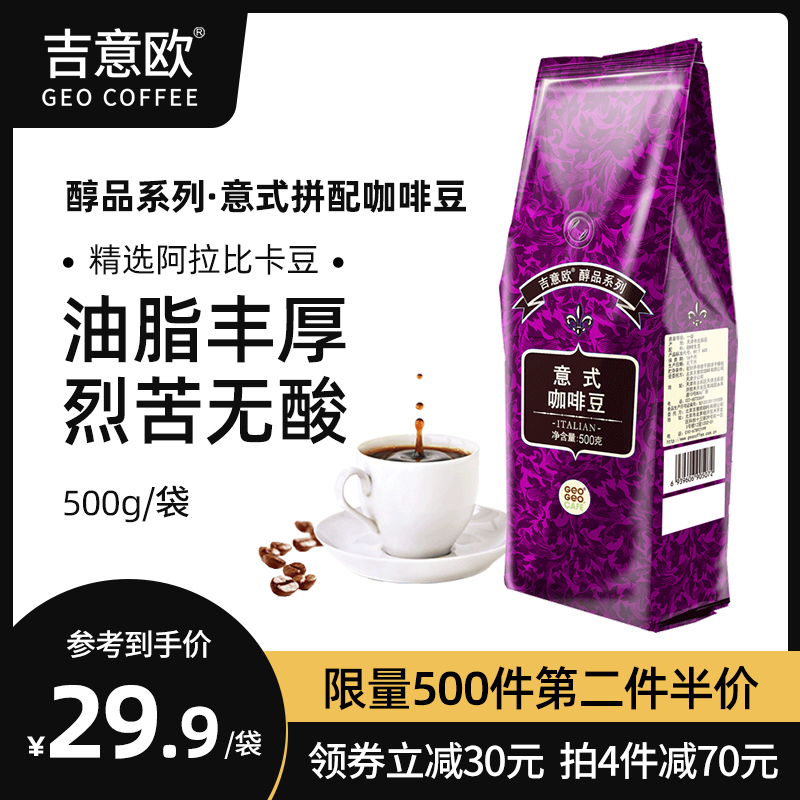 吉意欧®
GEO COFFEE
醇品系列·意式拼配咖啡豆
• 精选阿拉比卡豆 •
油脂丰厚
烈苦无酸
500g/袋
吉意欧® 醇品系列
意式
咖啡豆
-ITALIAN-
净含量:500克
GEO®
GEO.
CAFE
6 939606 905072
参考到手价
¥29.9/袋
限量500件第二件半价
领券立减30元 拍4件减70元